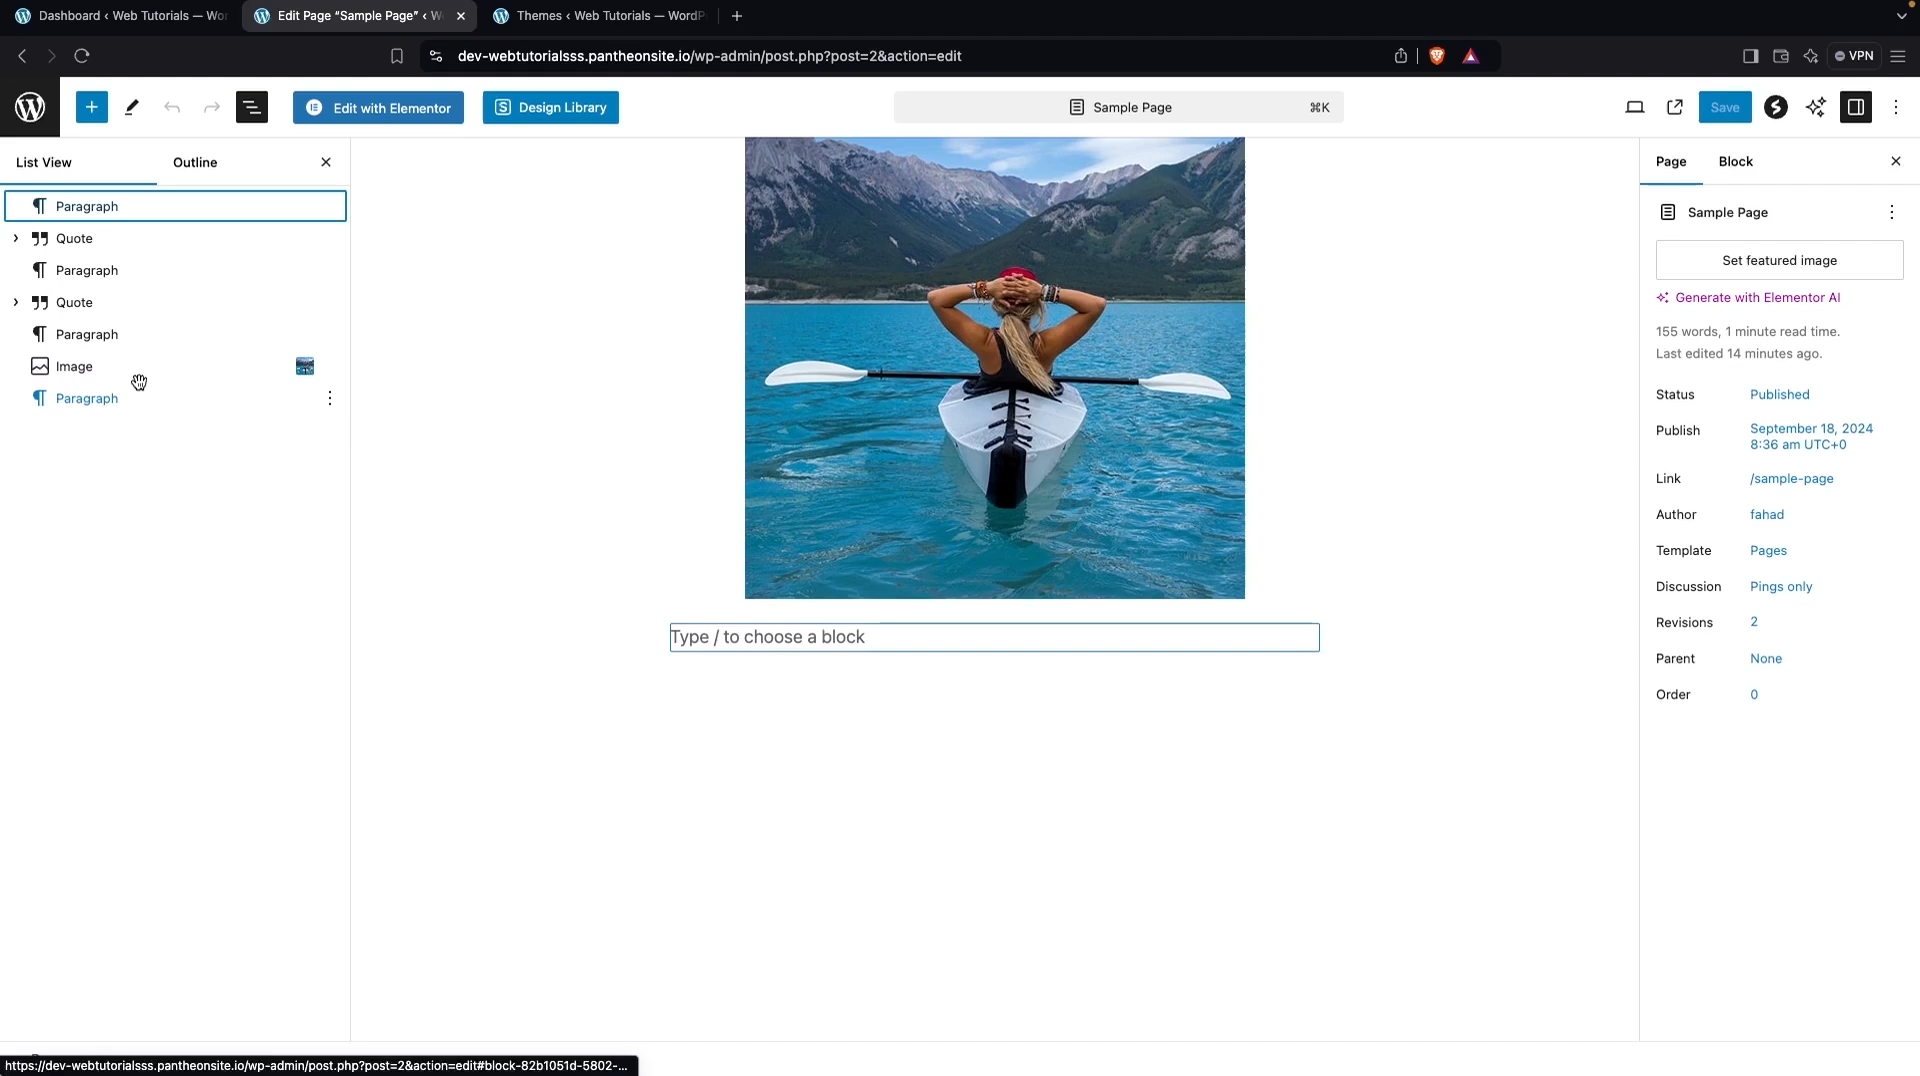 Dashboard ‹ Web Tutorials — Wor
Edit Page “Sample Page” ‹ W
Themes ‹ Web Tutorials — WordP
dev-webtutorialsss.pantheonsite.io/wp-admin/post.php?post=2&action=edit
VPN
Edit with Elementor
Design Library
Sample Page
⌘K
Save
List View
Outline
Paragraph
Quote
Paragraph
Quote
Paragraph
Image
Paragraph
Type / to choose a block
Page
Block
Sample Page
Set featured image
Generate with Elementor AI
155 words, 1 minute read time.
Last edited 14 minutes ago.
Status Published
Publish September 18, 2024
8:36 am UTC+0
Link /sample-page
Author fahad
Template Pages
Discussion Pings only
Revisions 2
Parent None
Order 0
https://dev-webtutorialsss.pantheonsite.io/wp-admin/post.php?post=2&action=edit#block-82b1051d-5802-...